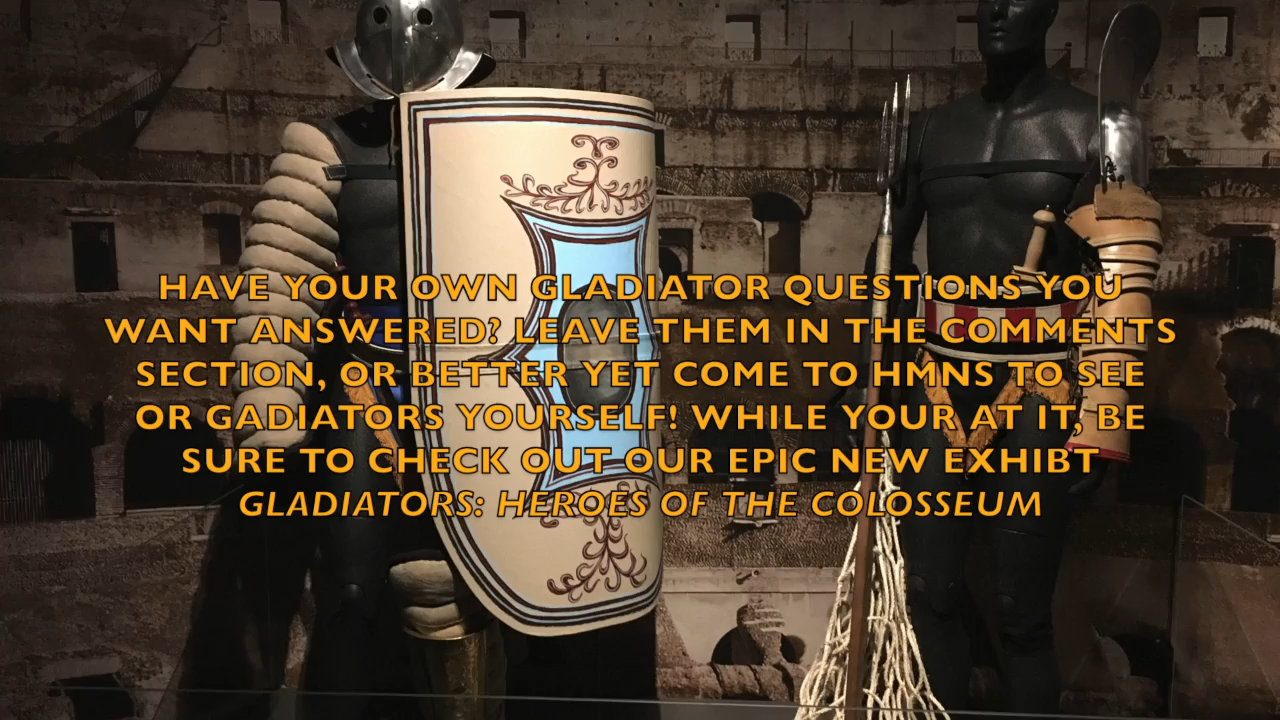 HAVE YOUR OWN GLADIATOR QUESTIONS YOU
WANT ANSWERED? LEAVE THEM IN THE COMMENTS
SECTION, OR BETTER YET COME TO HMNS TO SEE
OR GADIATORS YOURSELF! WHILE YOUR AT IT, BE
SURE TO CHECK OUT OUR EPIC NEW EXHIBT
GLADIATORS: HEROES OF THE COLOSSEUM